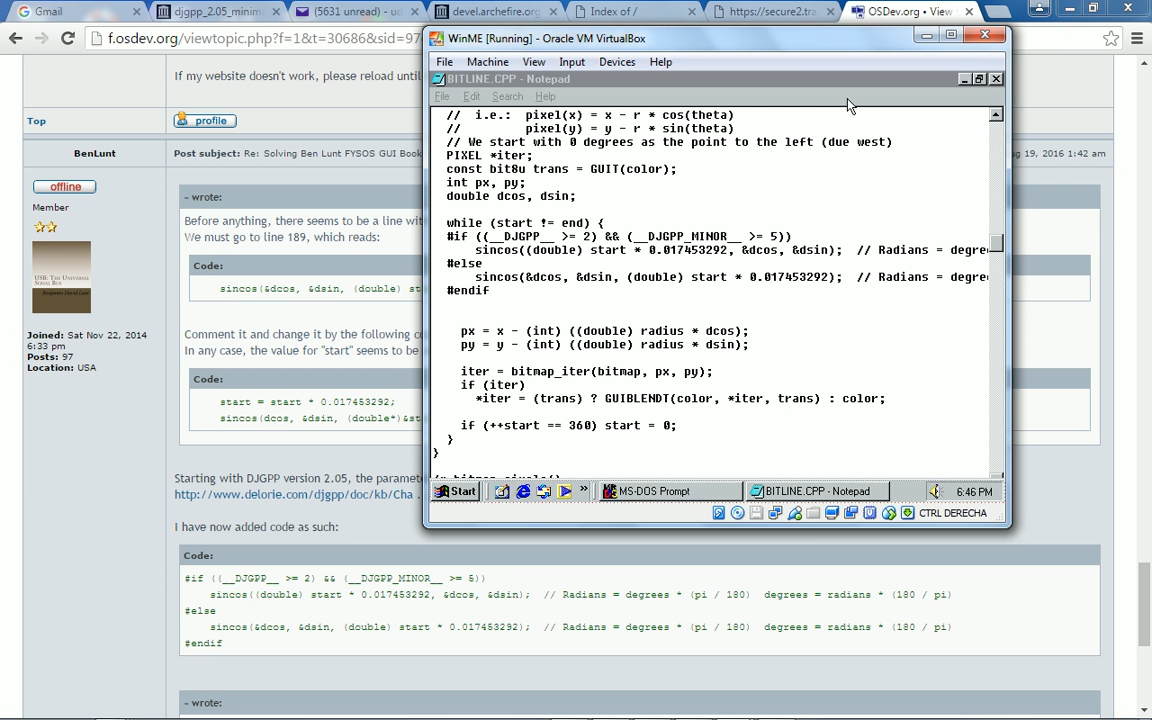 Gmail
djgpp_2.05_minima
(5631 unread) - ud
devel.archefire.org
Index of /
https://secure2.tra
OSDev.org • View
f.osdev.org/viewtopic.php?f=1&t=30686&sid=97
If my website doesn't work, please reload until
Top
profile
BenLunt
Post subject: Re: Solving Ben Lunt FYSOS GUI Book
19, 2016 1:42 am
offline
Member
USB: The Universal
Serial Bus
Joined: Sat Nov 22, 2014
6:33 pm
Posts: 97
Location: USA
~ wrote:
Before anything, there seems to be a line wit
We must go to line 189, which reads:
Code:
sincos(&dcos, &dsin, (double) st
Comment it and change it by the following co
In any case, the value for "start" seems to be
Code:
start = start * 0.017453292;
sincos(dcos, &dsin, (double*)&st
Starting with DJGPP version 2.05, the paramet
http://www.delorie.com/djgpp/doc/kb/Cha
I have now added code as such:
Code:
#if ((__DJGPP__ >= 2) && (__DJGPP_MINOR__ >= 5))
sincos((double) start * 0.017453292, &dcos, &dsin);  // Radians = degrees * (pi / 180)  degrees = radians * (180 / pi)
#else
sincos(&dcos, &dsin, (double) start * 0.017453292);  // Radians = degrees * (pi / 180)  degrees = radians * (180 / pi)
#endif
~ wrote:
WinME [Running] - Oracle VM VirtualBox
File Machine View Input Devices Help
BITLINE.CPP - Notepad
File Edit Search Help
//  i.e.:  pixel(x) = x - r * cos(theta)
//         pixel(y) = y - r * sin(theta)
// We start with 0 degrees as the point to the left (due west)
PIXEL *iter;
const bit8u trans = GUIT(color);
int px, py;
double dcos, dsin;
while (start != end) {
#if ((__DJGPP__ >= 2) && (__DJGPP_MINOR__ >= 5))
sincos((double) start * 0.017453292, &dcos, &dsin);  // Radians = degre
#else
sincos(&dcos, &dsin, (double) start * 0.017453292);  // Radians = degre
#endif
px = x - (int) ((double) radius * dcos);
py = y - (int) ((double) radius * dsin);
iter = bitmap_iter(bitmap, px, py);
if (iter)
*iter = (trans) ? GUIBLENDT(color, *iter, trans) : color;
if (++start == 360) start = 0;
}
}
Start
MS-DOS Prompt
BITLINE.CPP - Notepad
6:46 PM
CTRL DERECHA